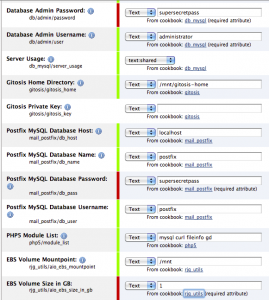 Database Admin Password:
db/admin/password
Text
supersecretpass
From cookbook: db_mysql (required attribute)
Database Admin Username:
db/admin/user
Text
administrator
From cookbook: db_mysql (required attribute)
Server Usage:
db_mysql/server_usage
text:shared
From cookbook: db_mysql
Gitosis Home Directory:
gitosis/gitosis_home
Text
/mnt/gitosis-home
From cookbook: gitosis
Gitosis Private Key:
gitosis/gitosis_key
Text
From cookbook: gitosis
Postfix MySQL Database Host:
mail_postfix/db_host
Text
localhost
From cookbook: mail_postfix
Postfix MySQL Database Name:
mail_postfix/db_name
Text
postfix
From cookbook: mail_postfix
Postfix MySQL Database Password:
mail_postfix/db_pass
Text
supersecretpass
From cookbook: mail_postfix (required attribute)
Postfix MySQL Database Username:
mail_postfix/db_user
Text
postfix
From cookbook: mail_postfix
PHP5 Module List:
php5/module_list
Text
mysql curl fileinfo gd
From cookbook: php5
EBS Volume Mountpoint:
rjg_utils/aio_ebs_mountpoint
Text
/mnt
From cookbook: rjg_utils
EBS Volume Size in GB:
rjg_utils/aio_ebs_size_in_gb
Text
1
From cookbook: rjg_utils (required attribute)